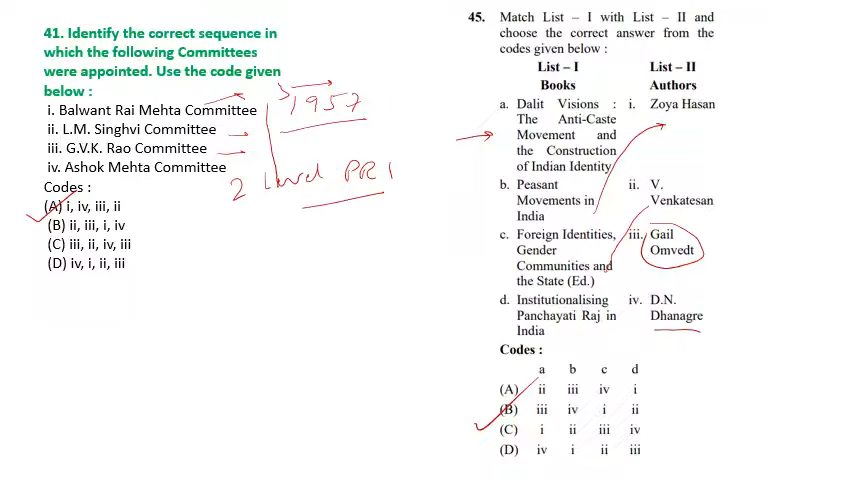 41. Identify the correct sequence in
which the following Committees
were appointed. Use the code given
below :
i. Balwant Rai Mehta Committee
ii. L.M. Singhvi Committee
iii. G.V.K. Rao Committee
iv. Ashok Mehta Committee
Codes :
(A) i, iv, iii, ii
(B) ii, iii, i, iv
(C) iii, ii, iv, iii
(D) iv, i, ii, iii
1957
2 Level PRI
45. Match List – I with List – II and
choose the correct answer from the
codes given below :
List – I List – II
Books Authors
a. Dalit Visions : i. Zoya Hasan
The Anti-Caste
Movement and
the Construction
of Indian Identity
b. Peasant ii. V.
Movements in Venkatesan
India
c. Foreign Identities, iii. Gail
Gender Omvedt
Communities and
the State (Ed.)
d. Institutionalising iv. D.N.
Panchayati Raj in Dhanagre
India
Codes :
a b c d
(A) ii iii iv i
(B) iii iv i ii
(C) i ii iii iv
(D) iv i ii iii